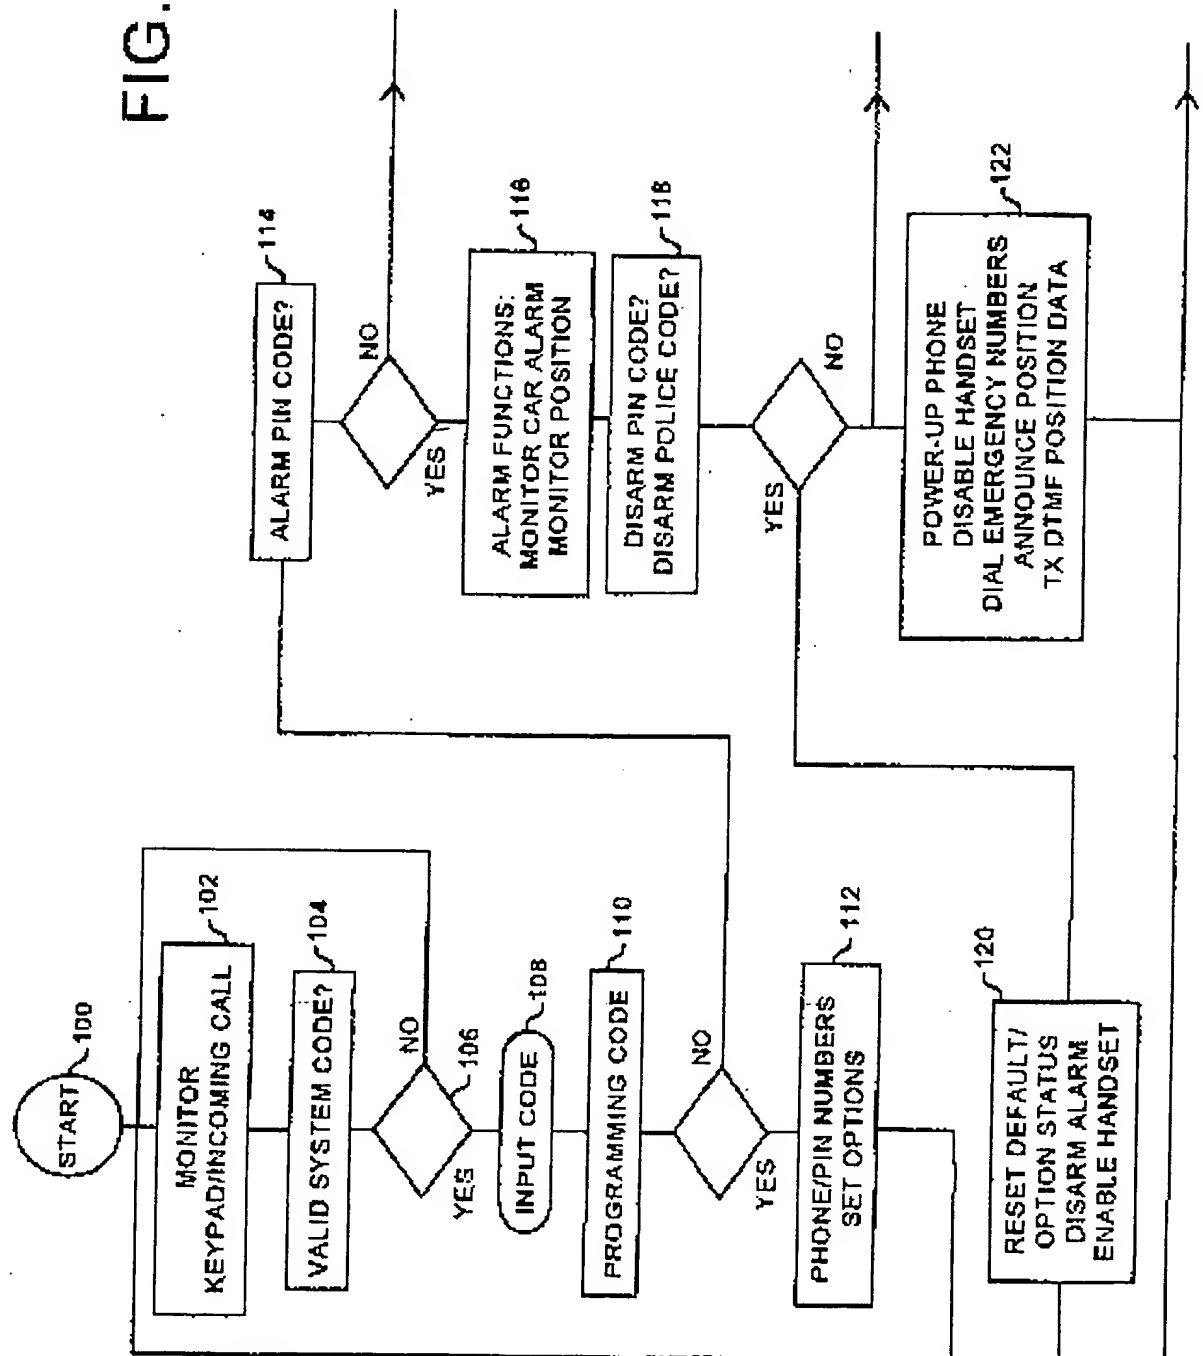 FIG.
START
100
MONITOR
KEYPAD/INCOMING CALL
102
VALID SYSTEM CODE?
104
NO
106
YES
INPUT CODE
108
PROGRAMMING CODE
110
NO
YES
PHONE/PIN NUMBERS
SET OPTIONS
112
RESET DEFAULT/
OPTION STATUS
DISARM ALARM
ENABLE HANDSET
120
ALARM PIN CODE?
114
NO
YES
ALARM FUNCTIONS:
MONITOR CAR ALARM
MONITOR POSITION
116
DISARM PIN CODE?
DISARM POLICE CODE?
118
YES
NO
POWER-UP PHONE
DISABLE HANDSET
DIAL EMERGENCY NUMBERS
ANNOUNCE POSITION
TX DTMF POSITION DATA
122